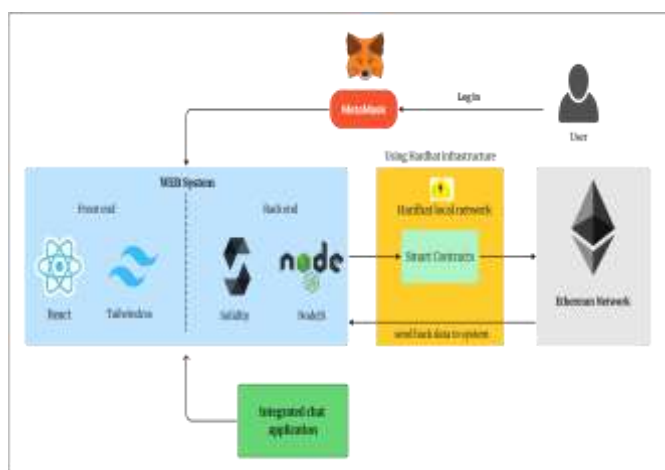 Log in
MetaMask
User
Using Hardhat infrastructure
WEB System
Front end
Back end
Hardhat local network
Smart Contracts
node
React
Tailwindcss
Solidity
NodeJS
Ethereum Network
send back data to system
Integrated chat
application